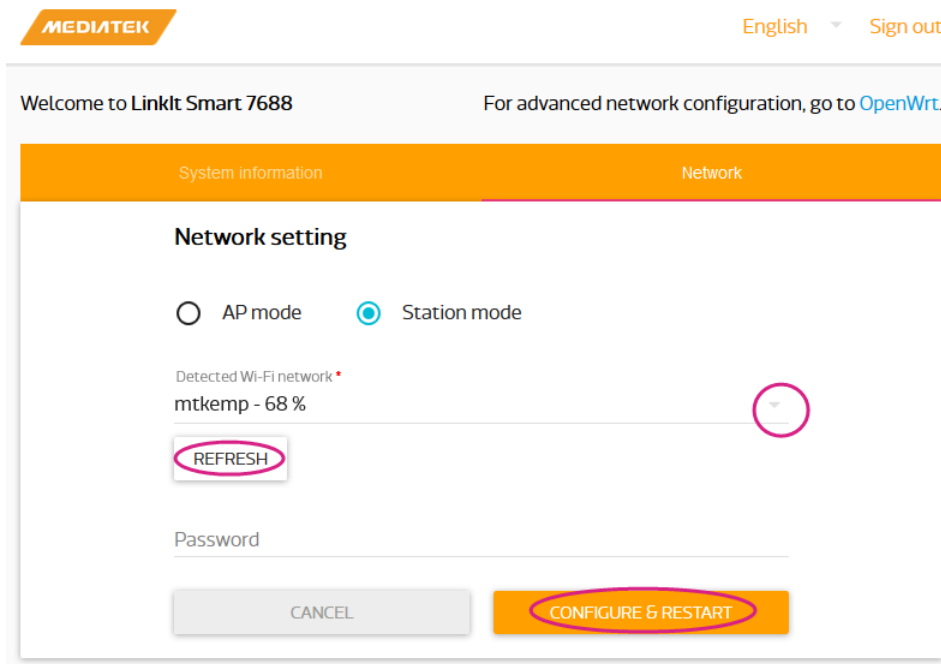 MEDIATEK
English Sign out
Welcome to LinkIt Smart 7688 For advanced network configuration, go to OpenWrt.
System information Network
Network setting
AP mode Station mode
Detected Wi-Fi network *
mtkemp - 68 %
REFRESH
Password
CANCEL CONFIGURE & RESTART